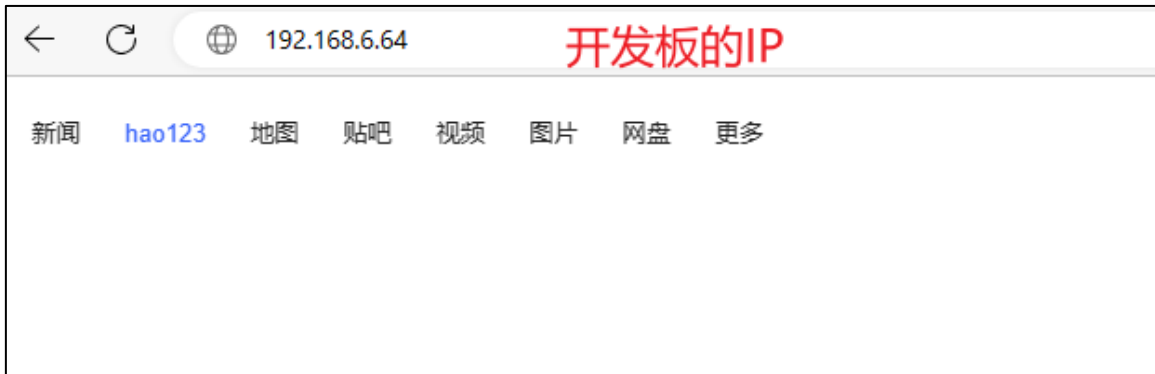 192.168.6.64 开发板的IP
新闻 hao123 地图 贴吧 视频 图片 网盘 更多